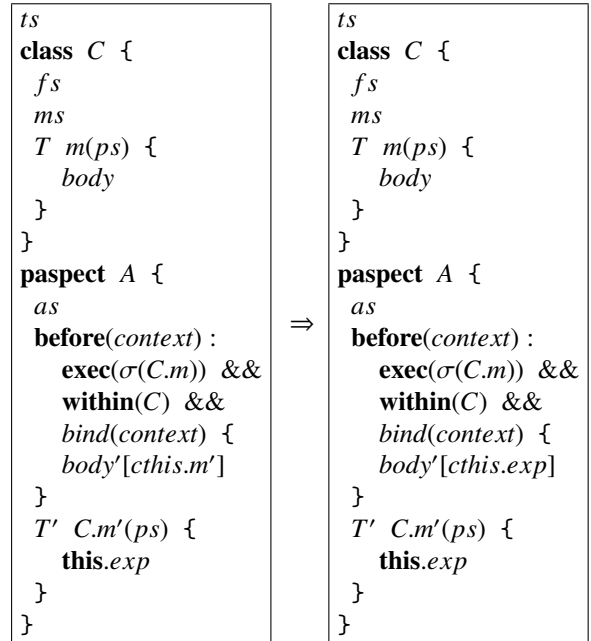 ts
class C {
fs
ms
T m(ps) {
body
}
}
paspect A {
as
before(context) :
exec(σ(C.m)) &&
within(C) &&
bind(context) {
body′[cthis.m′]
}
T′ C.m′(ps) {
this.exp
}
}
⇒
ts
class C {
fs
ms
T m(ps) {
body
}
}
paspect A {
as
before(context) :
exec(σ(C.m)) &&
within(C) &&
bind(context) {
body′[cthis.exp]
}
T′ C.m′(ps) {
this.exp
}
}